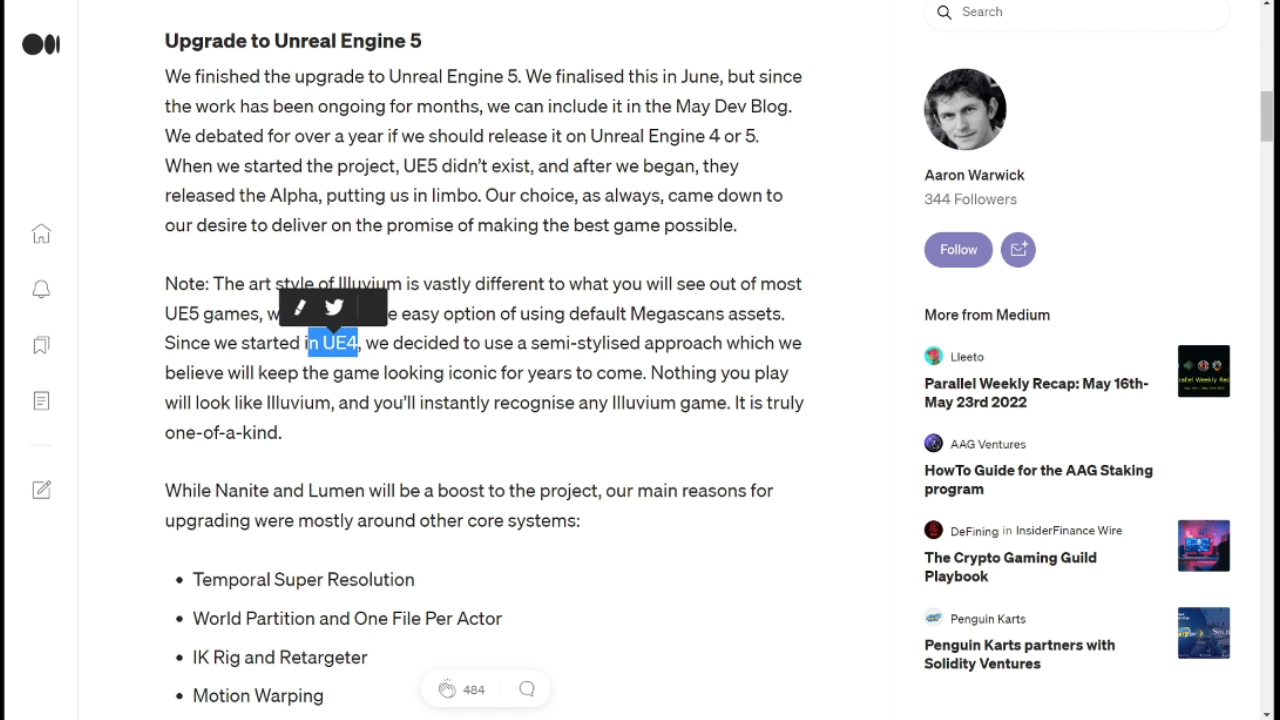 Upgrade to Unreal Engine 5
We finished the upgrade to Unreal Engine 5. We finalised this in June, but since
the work has been ongoing for months, we can include it in the May Dev Blog.
We debated for over a year if we should release it on Unreal Engine 4 or 5.
When we started the project, UE5 didn’t exist, and after we began, they
released the Alpha, putting us in limbo. Our choice, as always, came down to
our desire to deliver on the promise of making the best game possible.
Note: The art style of Illuvium is vastly different to what you will see out of most
UE5 games, easy option of using default Megascans assets.
Since we started in UE4, we decided to use a semi-stylised approach which we
believe will keep the game looking iconic for years to come. Nothing you play
will look like Illuvium, and you’ll instantly recognise any Illuvium game. It is truly
one-of-a-kind.
While Nanite and Lumen will be a boost to the project, our main reasons for
upgrading were mostly around other core systems:
• Temporal Super Resolution
• World Partition and One File Per Actor
• IK Rig and Retargeter
• Motion Warping
484
Search
Aaron Warwick
344 Followers
Follow
More from Medium
Lleeto
Parallel Weekly Recap: May 16th-
May 23rd 2022
AAG Ventures
HowTo Guide for the AAG Staking
program
DeFining in InsiderFinance Wire
The Crypto Gaming Guild
Playbook
Penguin Karts
Penguin Karts partners with
Solidity Ventures